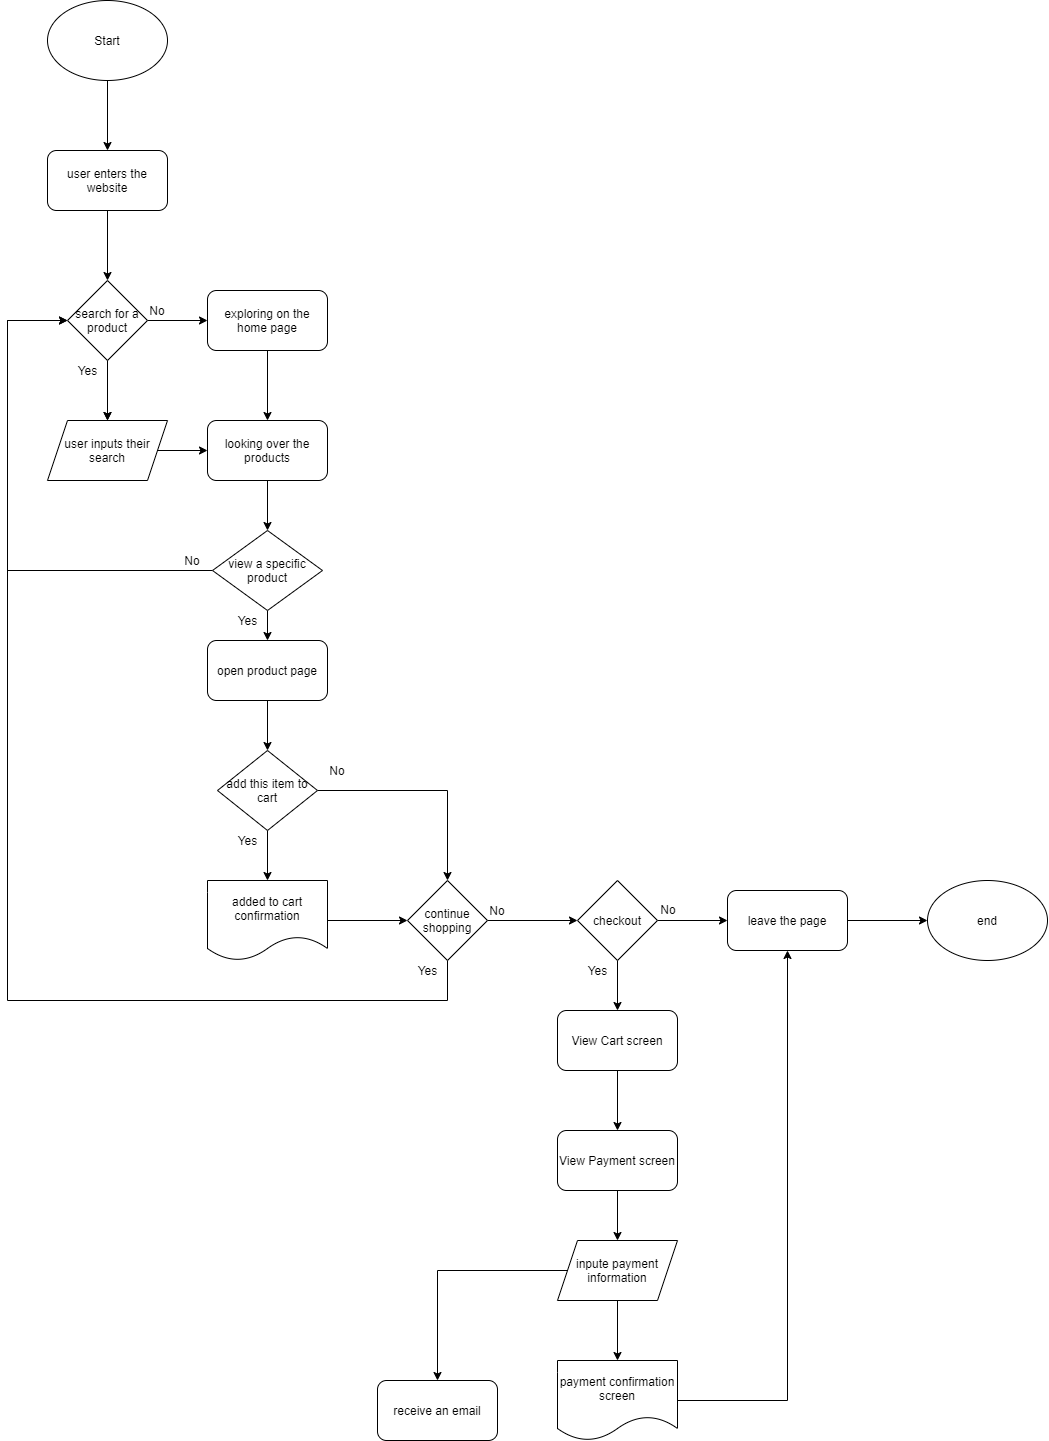 Start
user enters the
website
search for a
product
No
exploring on the
home page
Yes
user inputs their
search
looking over the
products
No
view a specific
product
Yes
open product page
No
add this item to
cart
Yes
added to cart
confirmation
continue
shopping
No
checkout
No
leave the page
end
Yes
Yes
View Cart screen
View Payment screen
inpute payment
information
payment confirmation
screen
receive an email